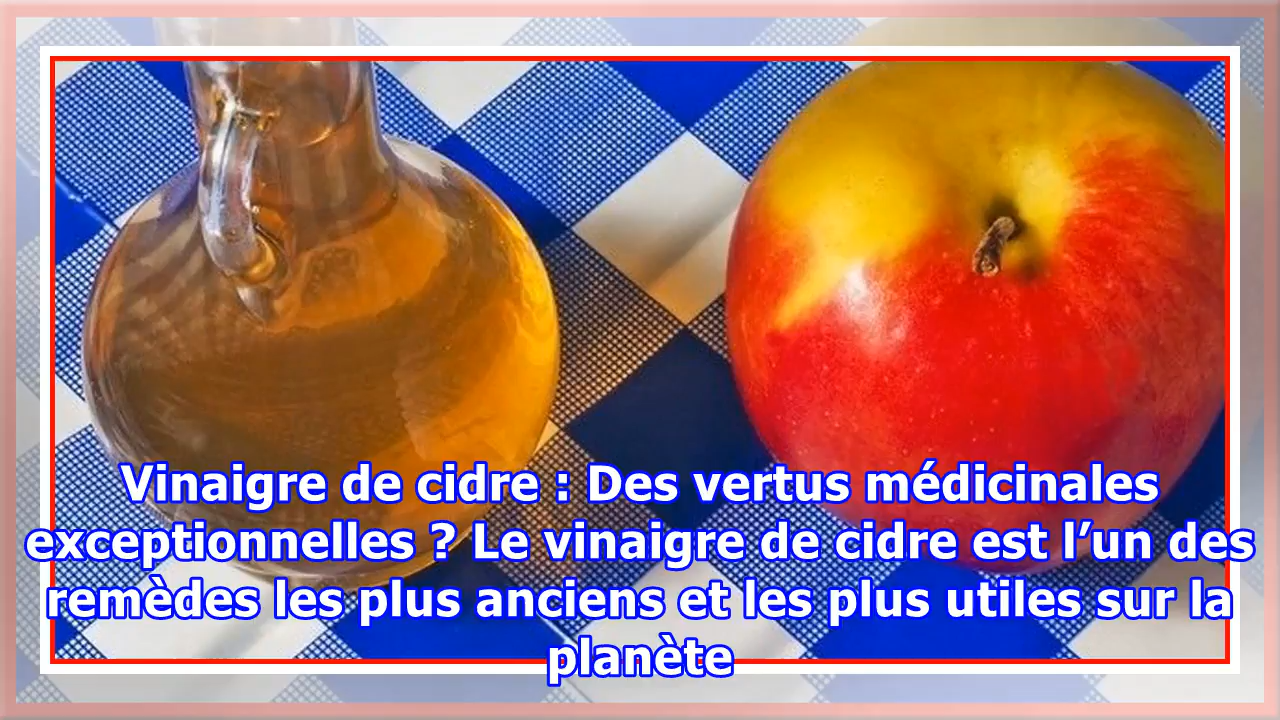 Vinaigre de cidre : Des vertus médicinales
exceptionnelles ? Le vinaigre de cidre est l’un des
remèdes les plus anciens et les plus utiles sur la
planète